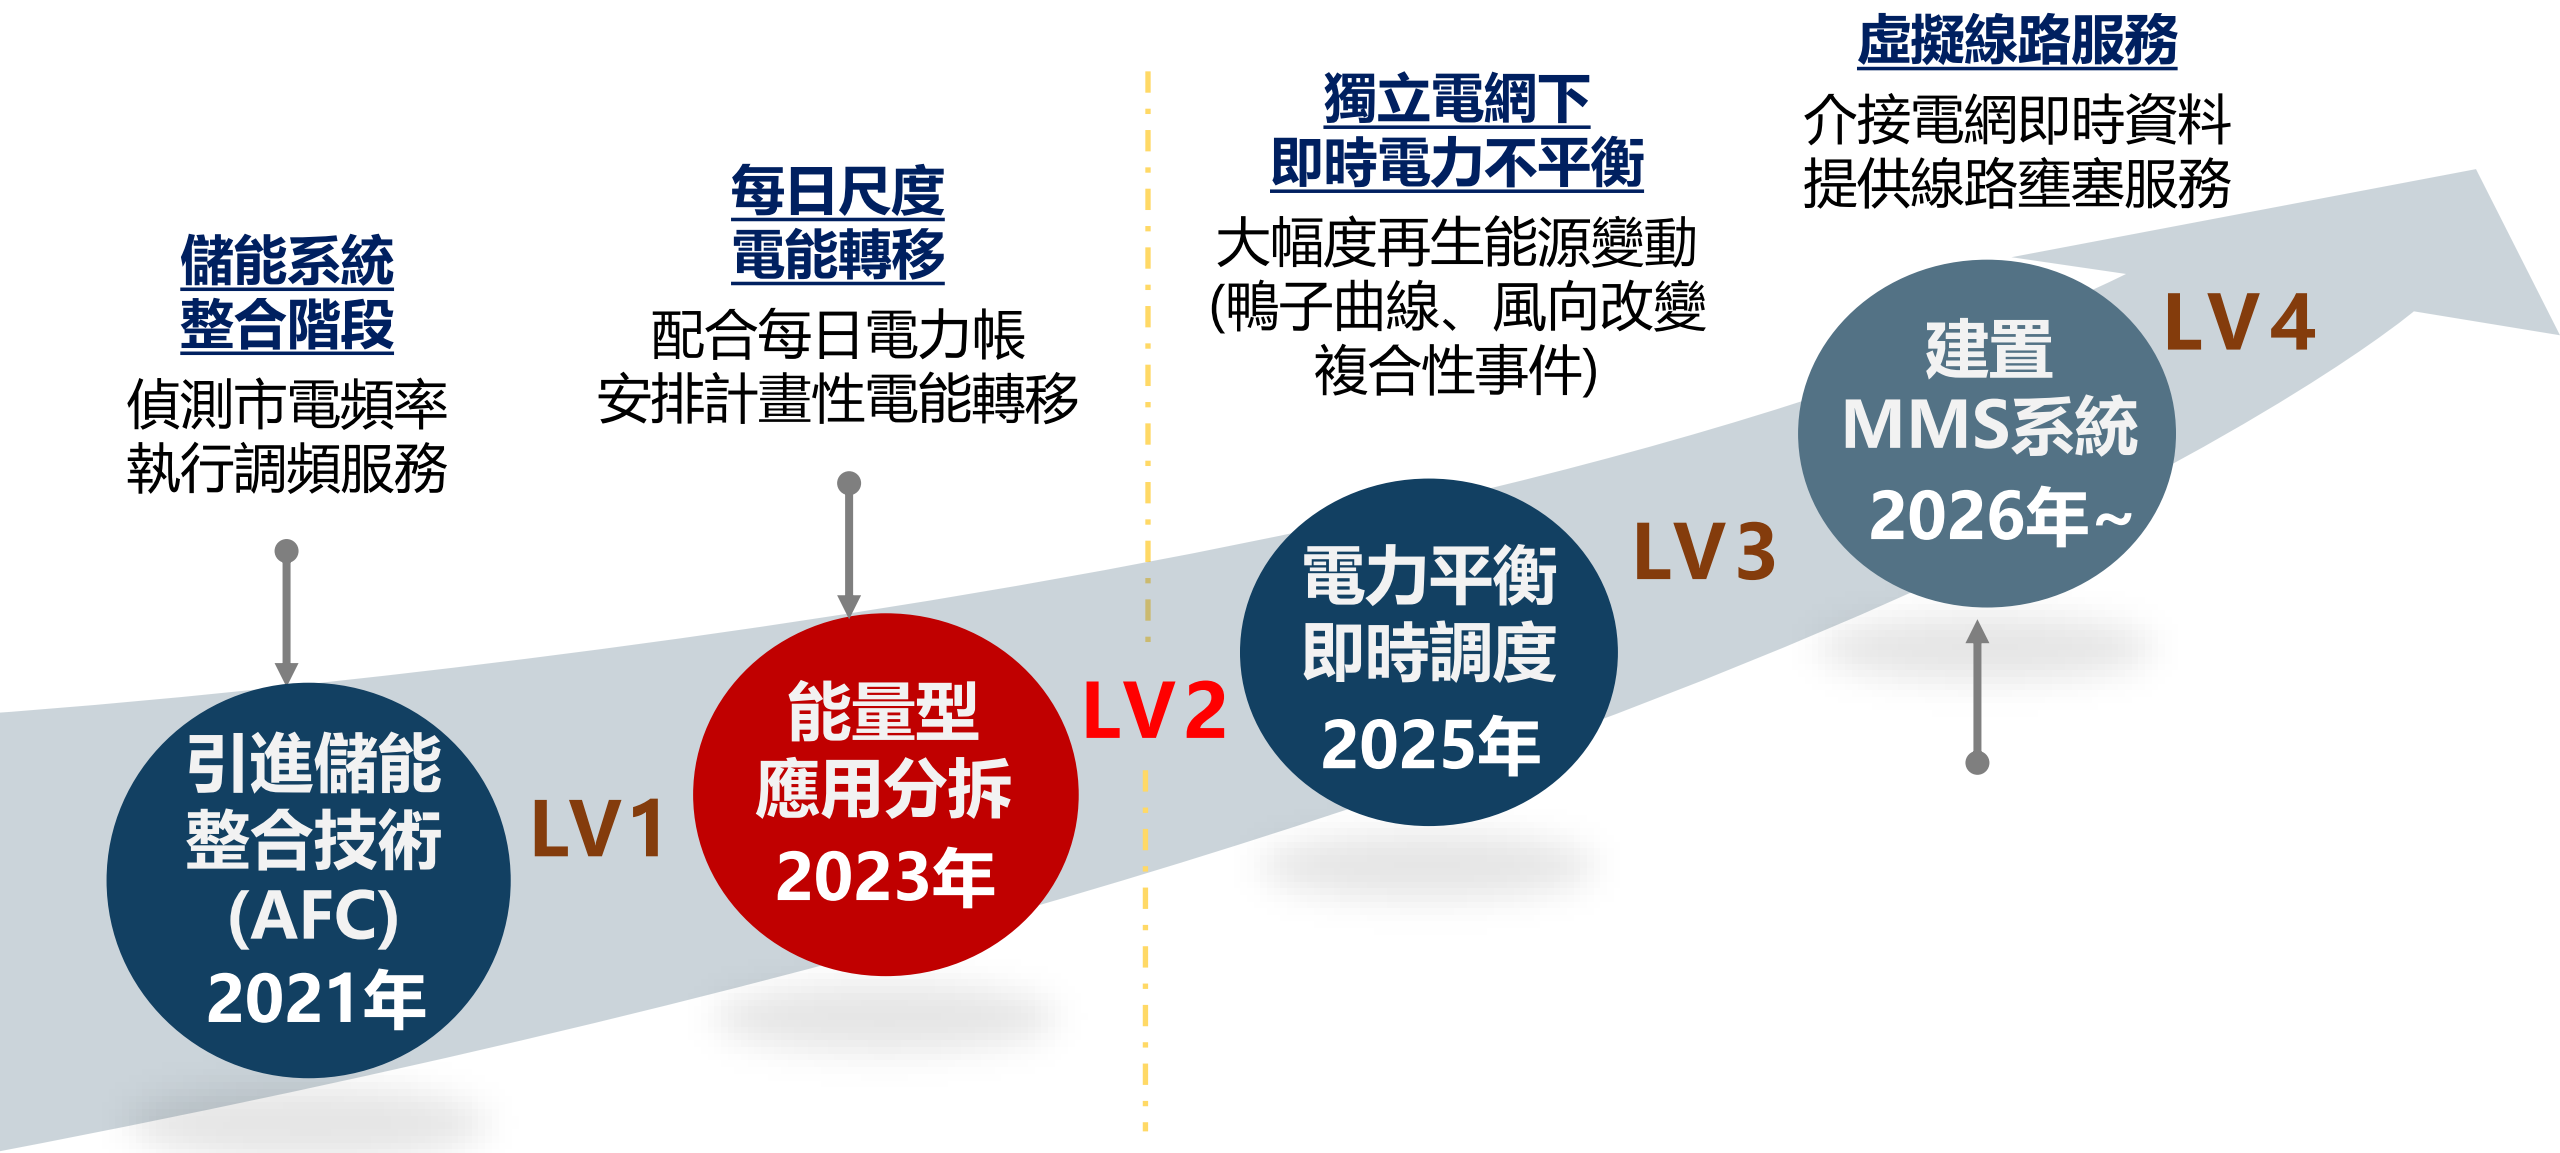 儲能系統
整合階段
偵測市電頻率
執行調頻服務
引進儲能
整合技術
(AFC)
2021年
LV1
每日尺度
電能轉移
配合每日電力帳
安排計畫性電能轉移
能量型
應用分拆
2023年
LV2
獨立電網下
即時電力不平衡
大幅度再生能源變動
(鴨子曲線、風向改變
複合性事件)
電力平衡
即時調度
2025年
LV3
虛擬線路服務
介接電網即時資料
提供線路壅塞服務
建置
MMS系統
2026年~
LV4